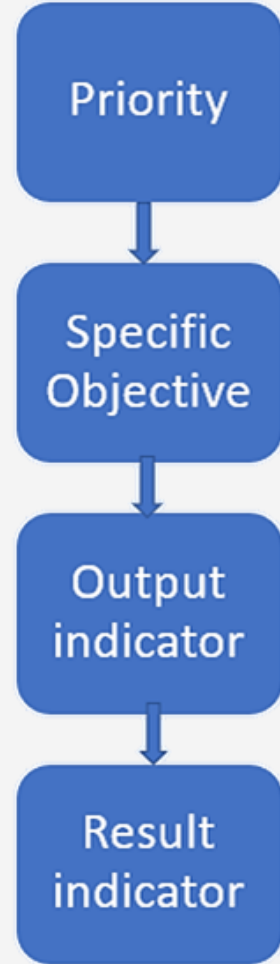 Priority
Specific
Objective
Output
indicator
Result
indicator